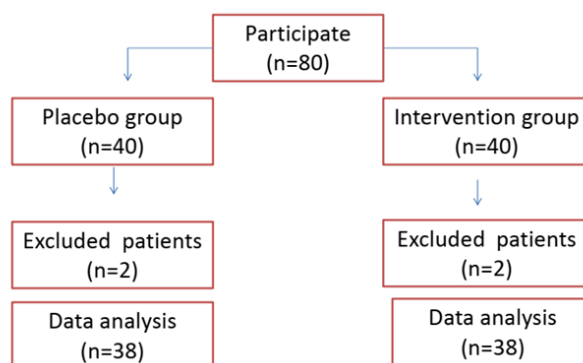 Participate
(n=80)
Placebo group
(n=40)
Intervention group
(n=40)
Excluded patients
(n=2)
Excluded patients
(n=2)
Data analysis
(n=38)
Data analysis
(n=38)